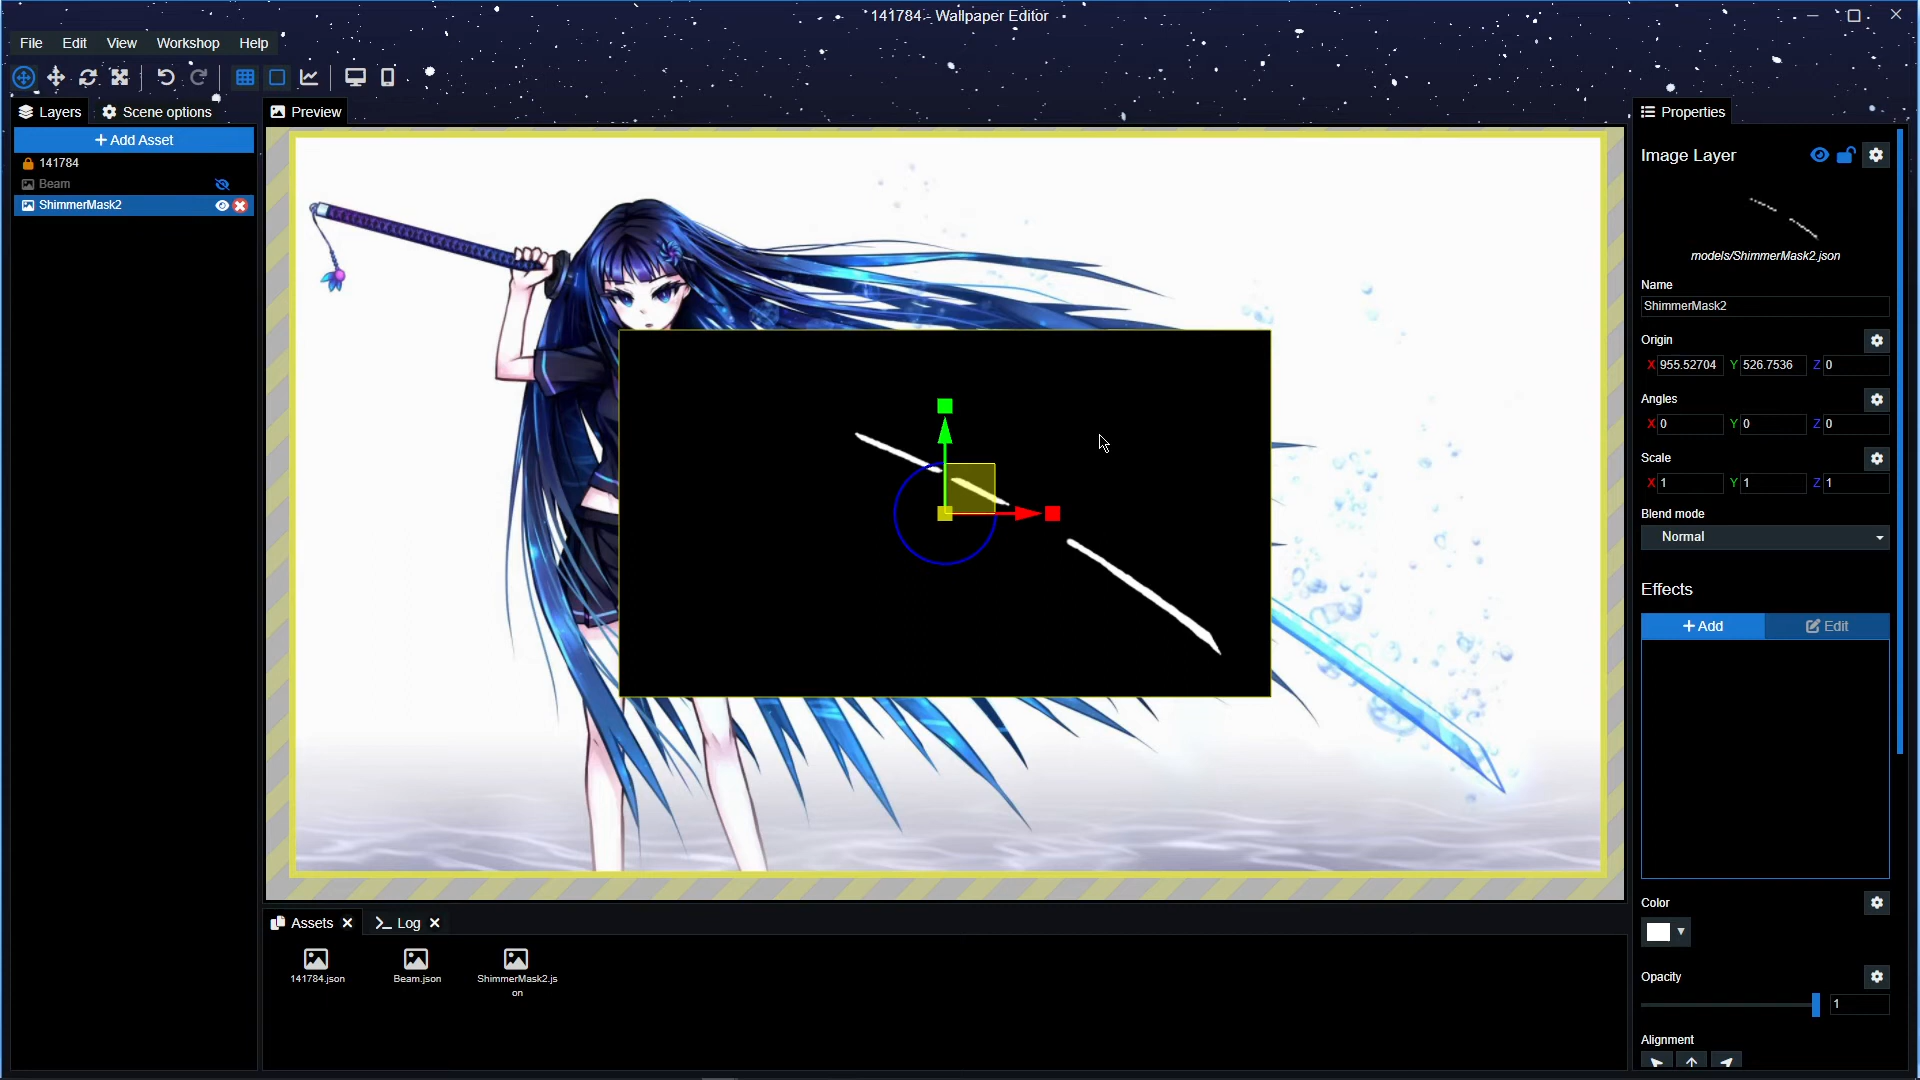 141784 - Wallpaper Editor
File Edit View Workshop Help
Layers Scene options Preview Properties
+ Add Asset
141784
Beam
ShimmerMask2
Image Layer
models/ShimmerMask2.json
Name
ShimmerMask2
Origin
X 955.52704 Y 526.7536 Z 0
Angles
X 0 Y 0 Z 0
Scale
X 1 Y 1 Z 1
Blend mode
Normal
Effects
+ Add Edit
Color
Opacity
1
Alignment
Assets Log
141784.json
Beam.json
ShimmerMask2.js
on